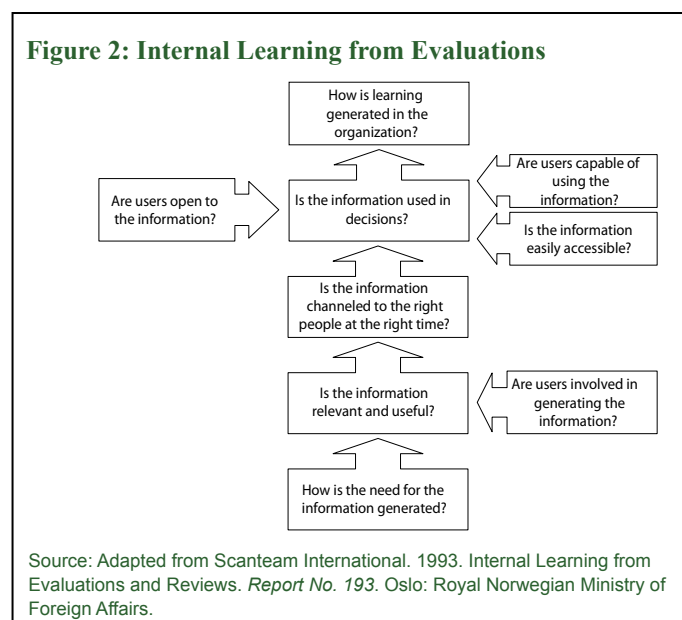 Figure 2: Internal Learning from Evaluations
How is learning
generated in the
organization?
Are users open to
the information?
Is the information used in
decisions?
Are users capable of
using the
information?
Is the information
easily accessible?
Is the information
channeled to the right
people at the right time?
Is the information
relevant and useful?
Are users involved in
generating the
information?
How is the need for the
information generated?
Source: Adapted from Scanteam International. 1993. Internal Learning from
Evaluations and Reviews. Report No. 193. Oslo: Royal Norwegian Ministry of
Foreign Affairs.